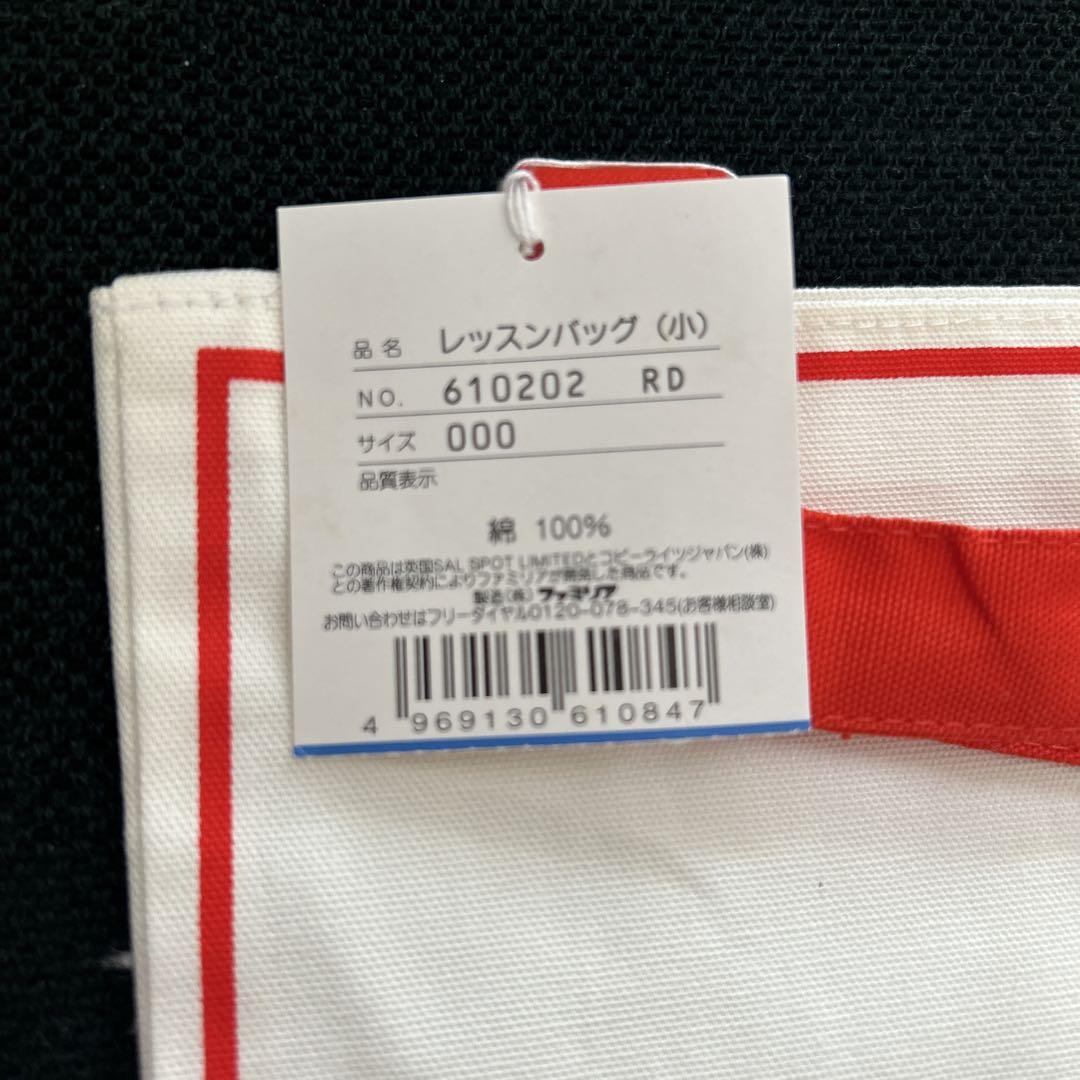 品名 レッスンバッグ(小)
NO. 610202 RD
サイズ 000
品質表示
綿 100%
この商品は英国SAL SPOT LIMITEDとコピーライツジャパン(株)
との著作権契約によりファミリアが開発した商品です。
製造(株)ファミリア
お問い合わせはフリーダイヤル0120-078-345(お客様相談室)
4 969130 610847